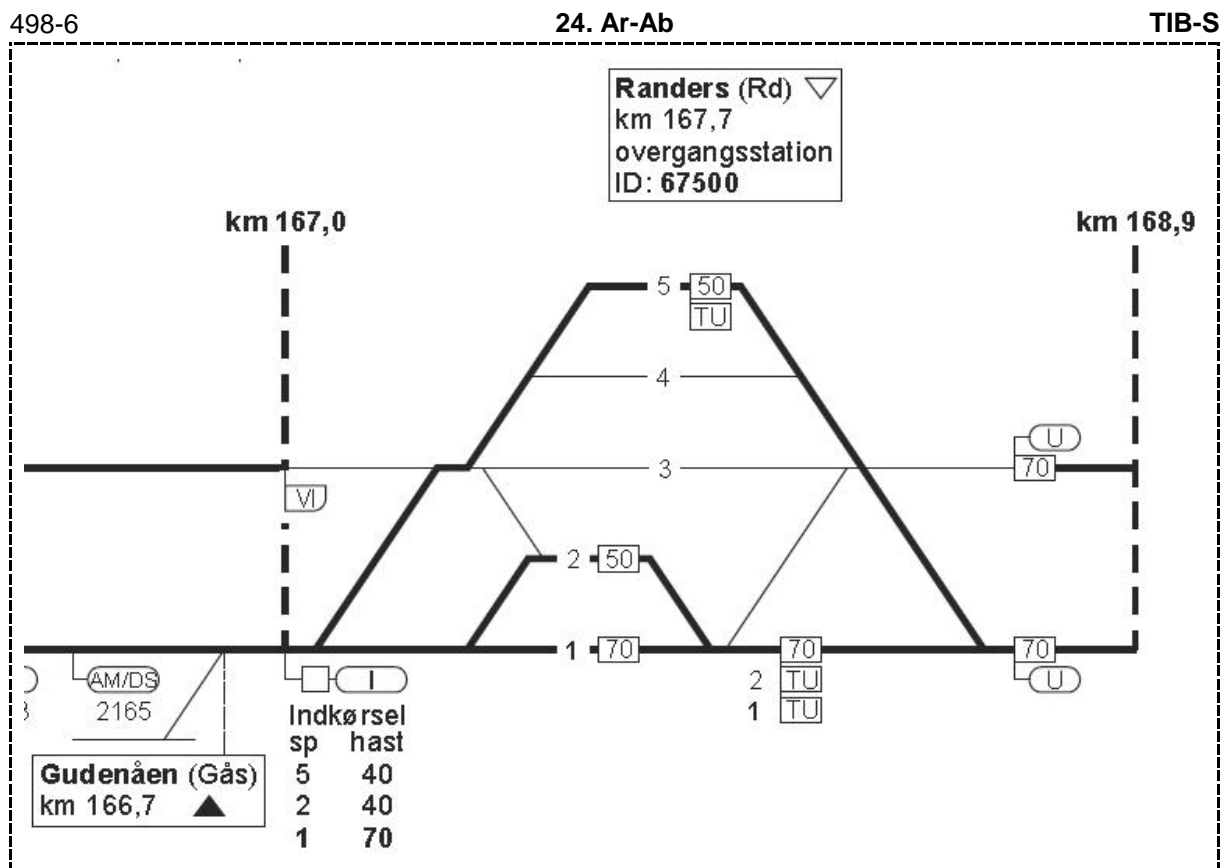 498-6 24. Ar-Ab TIB-S
Randers (Rd)
km 167,7
overgangsstation
ID: 67500
km 167,0 km 168,9
5 50
TU
4
U
3 70
VI
2 50
1 70 70 70
AM/DS I 2 TU U
2165 1 TU
Indkørsel
sp hast
5 40
2 40
1 70
Gudenåen (Gås)
km 166,7